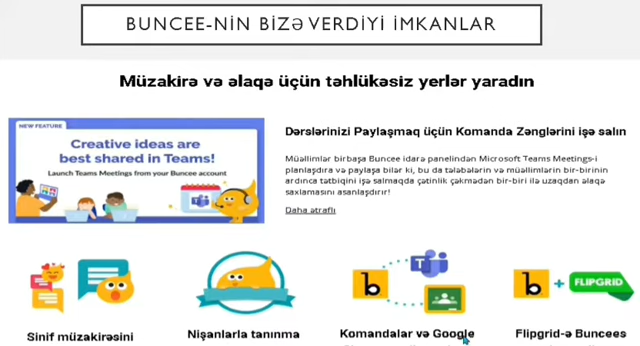 BUNCEE-NİN BİZƏ VERDİYİ İMKANLAR
Müzakirə və əlaqə üçün təhlükəsiz yerlər yaradın
NEW FEATURE
Creative ideas are
best shared in Teams!
Launch Teams Meetings from your Buncee account
Dərslərinizi Paylaşmaq üçün Komanda Zənglərini işə salın
Müəllimlər birbaşa Buncee idarə panelindən Microsoft Teams Meetings-i
planlaşdıra və paylaşa bilər ki, bu da tələbələrin və müəllimlərin bir-birinin
ardınca tətbiqini işə salmaqda çətinlik çəkmədən bir-biri ilə uzaqdan əlaqə
saxlamasını asanlaşdırır!
Daha ətraflı
b
T
b
+
FLIPGRID
Sinif müzakirəsini
Nişanlarla tanınma
Komandalar və Google
Flipgrid-ə Buncees